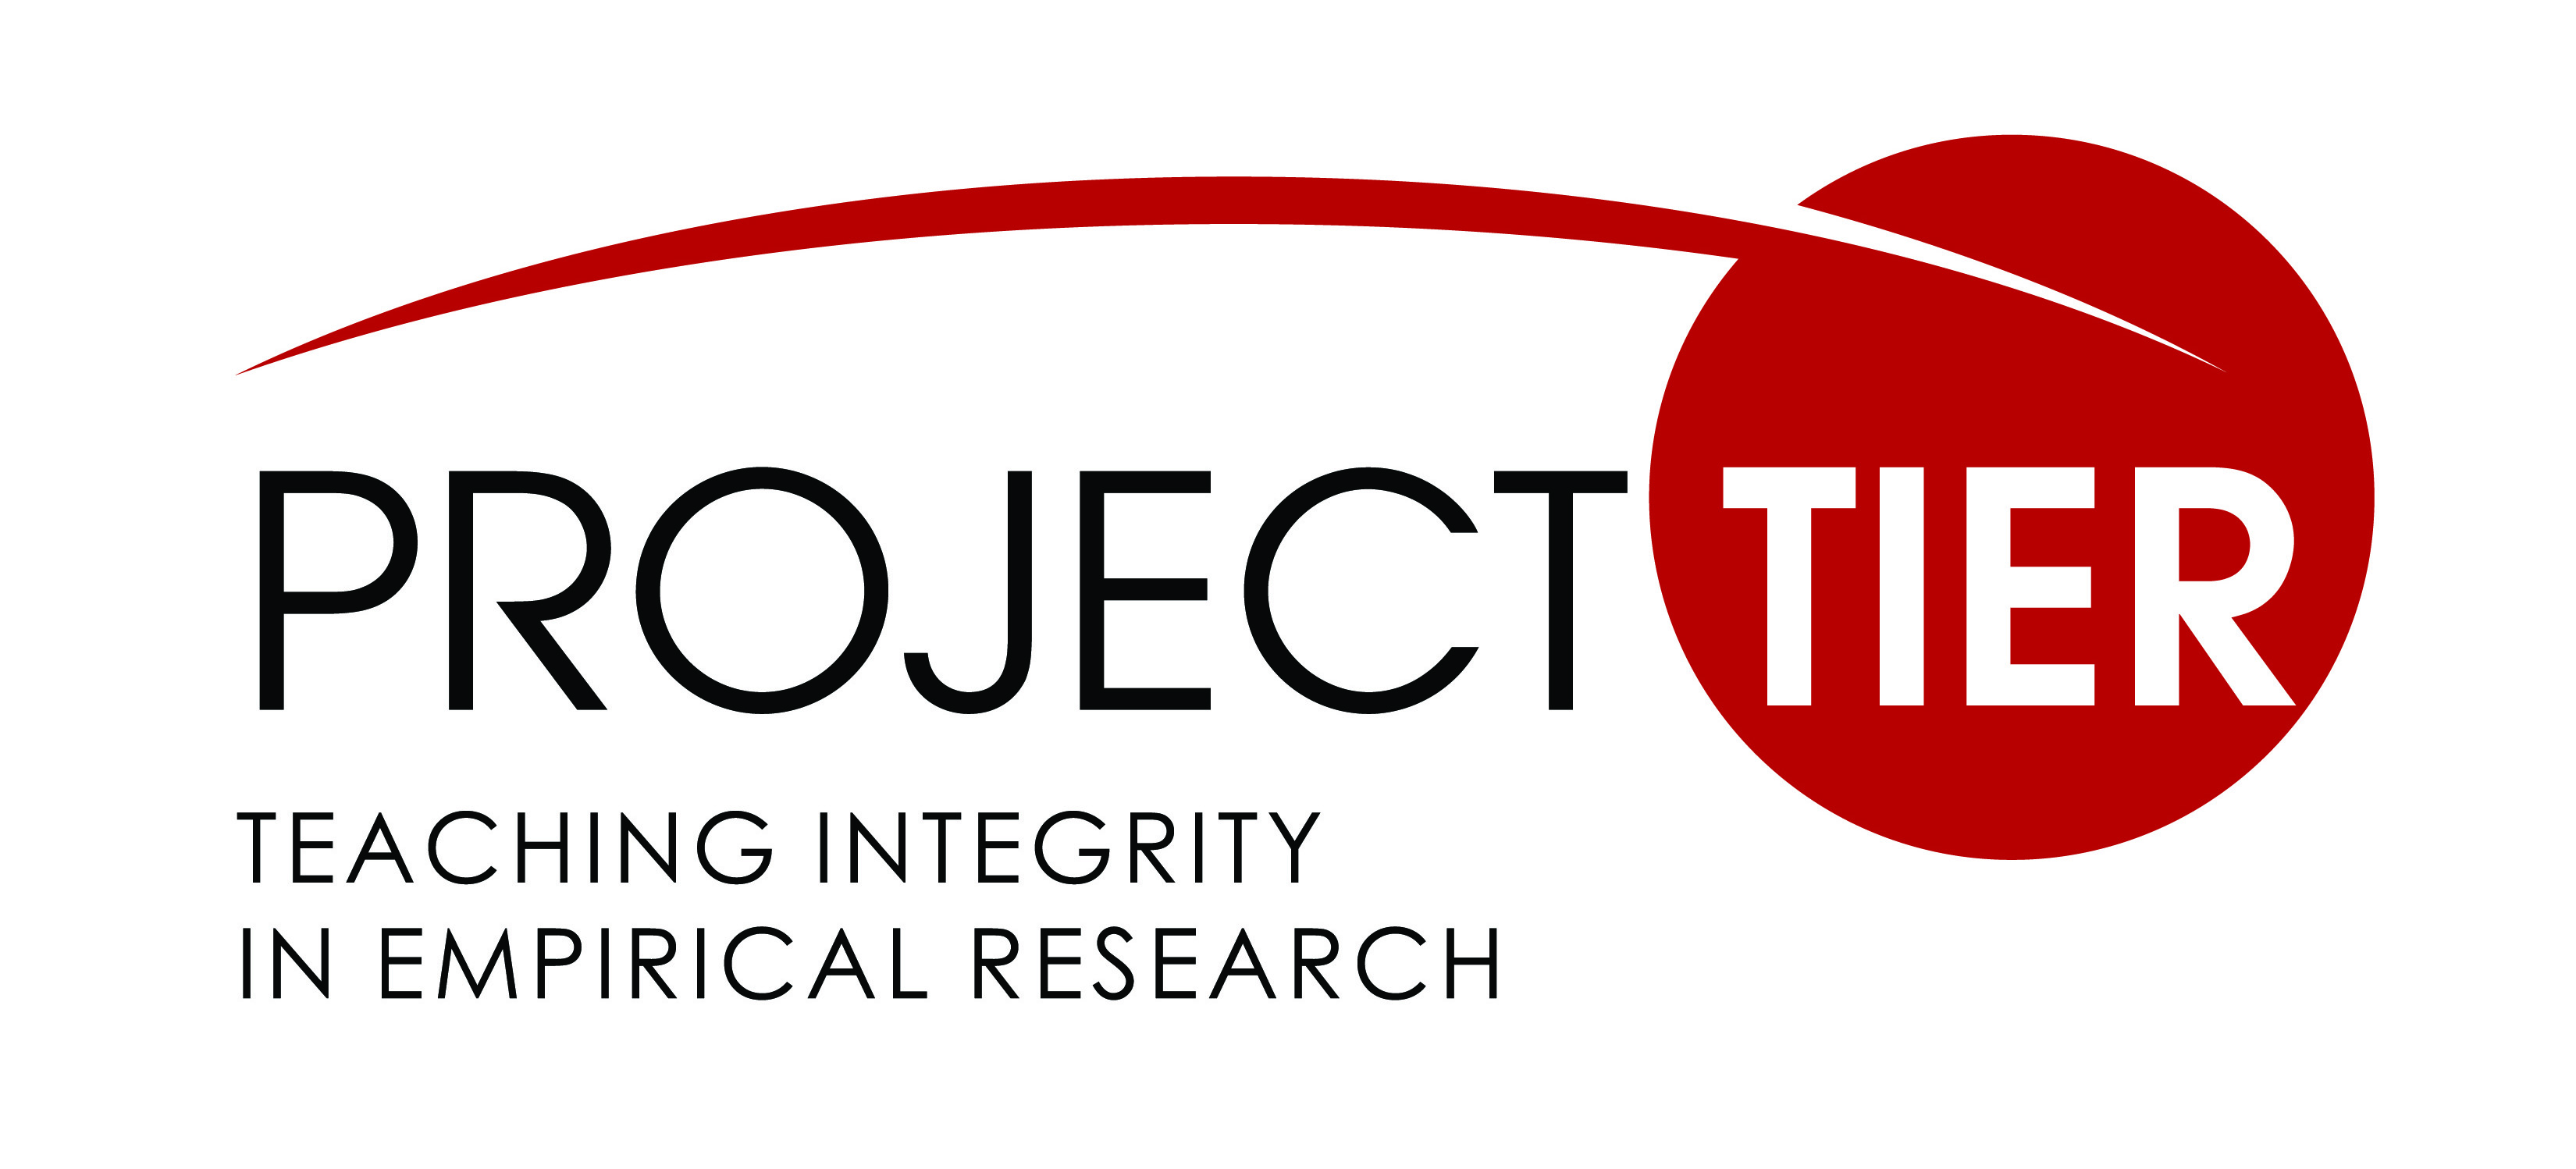 PROJECT TIER
TEACHING INTEGRITY
IN EMPIRICAL RESEARCH